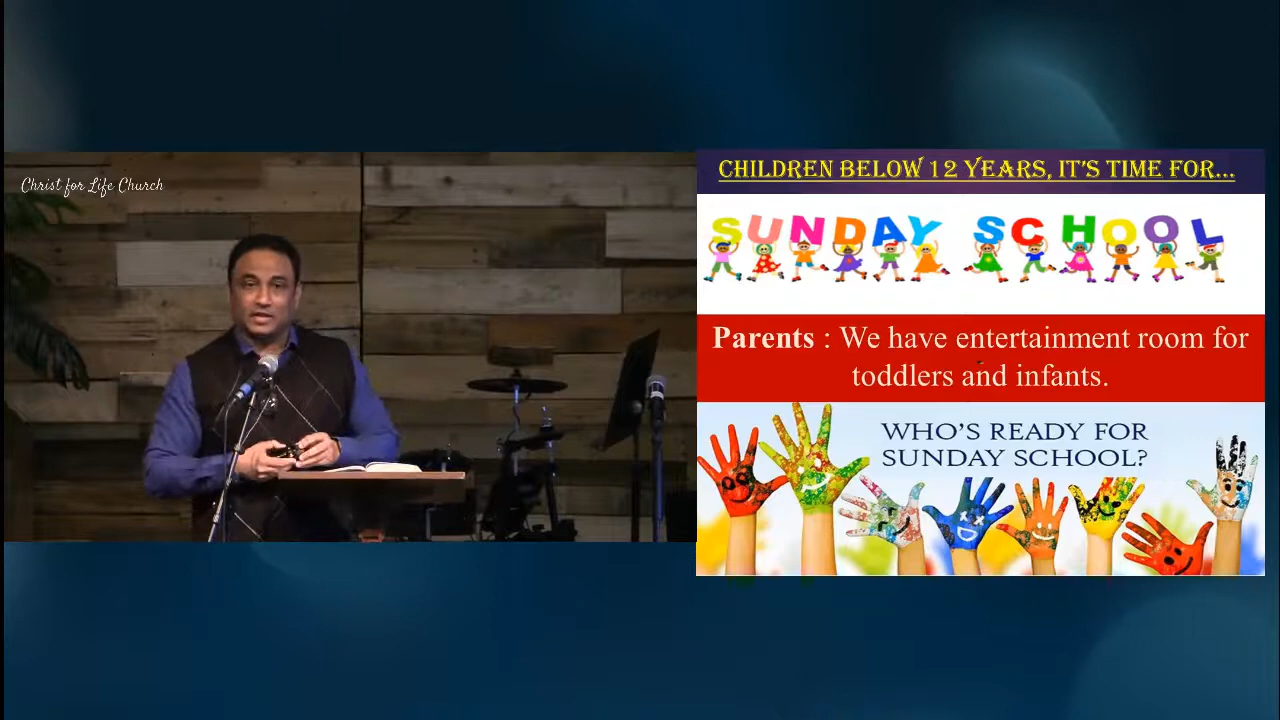 Christ for Life Church
CHILDREN BELOW 12 YEARS, IT'S TIME FOR...
SUNDAY SCHOOL
Parents : We have entertainment room for
toddlers and infants.
WHO'S READY FOR
SUNDAY SCHOOL?